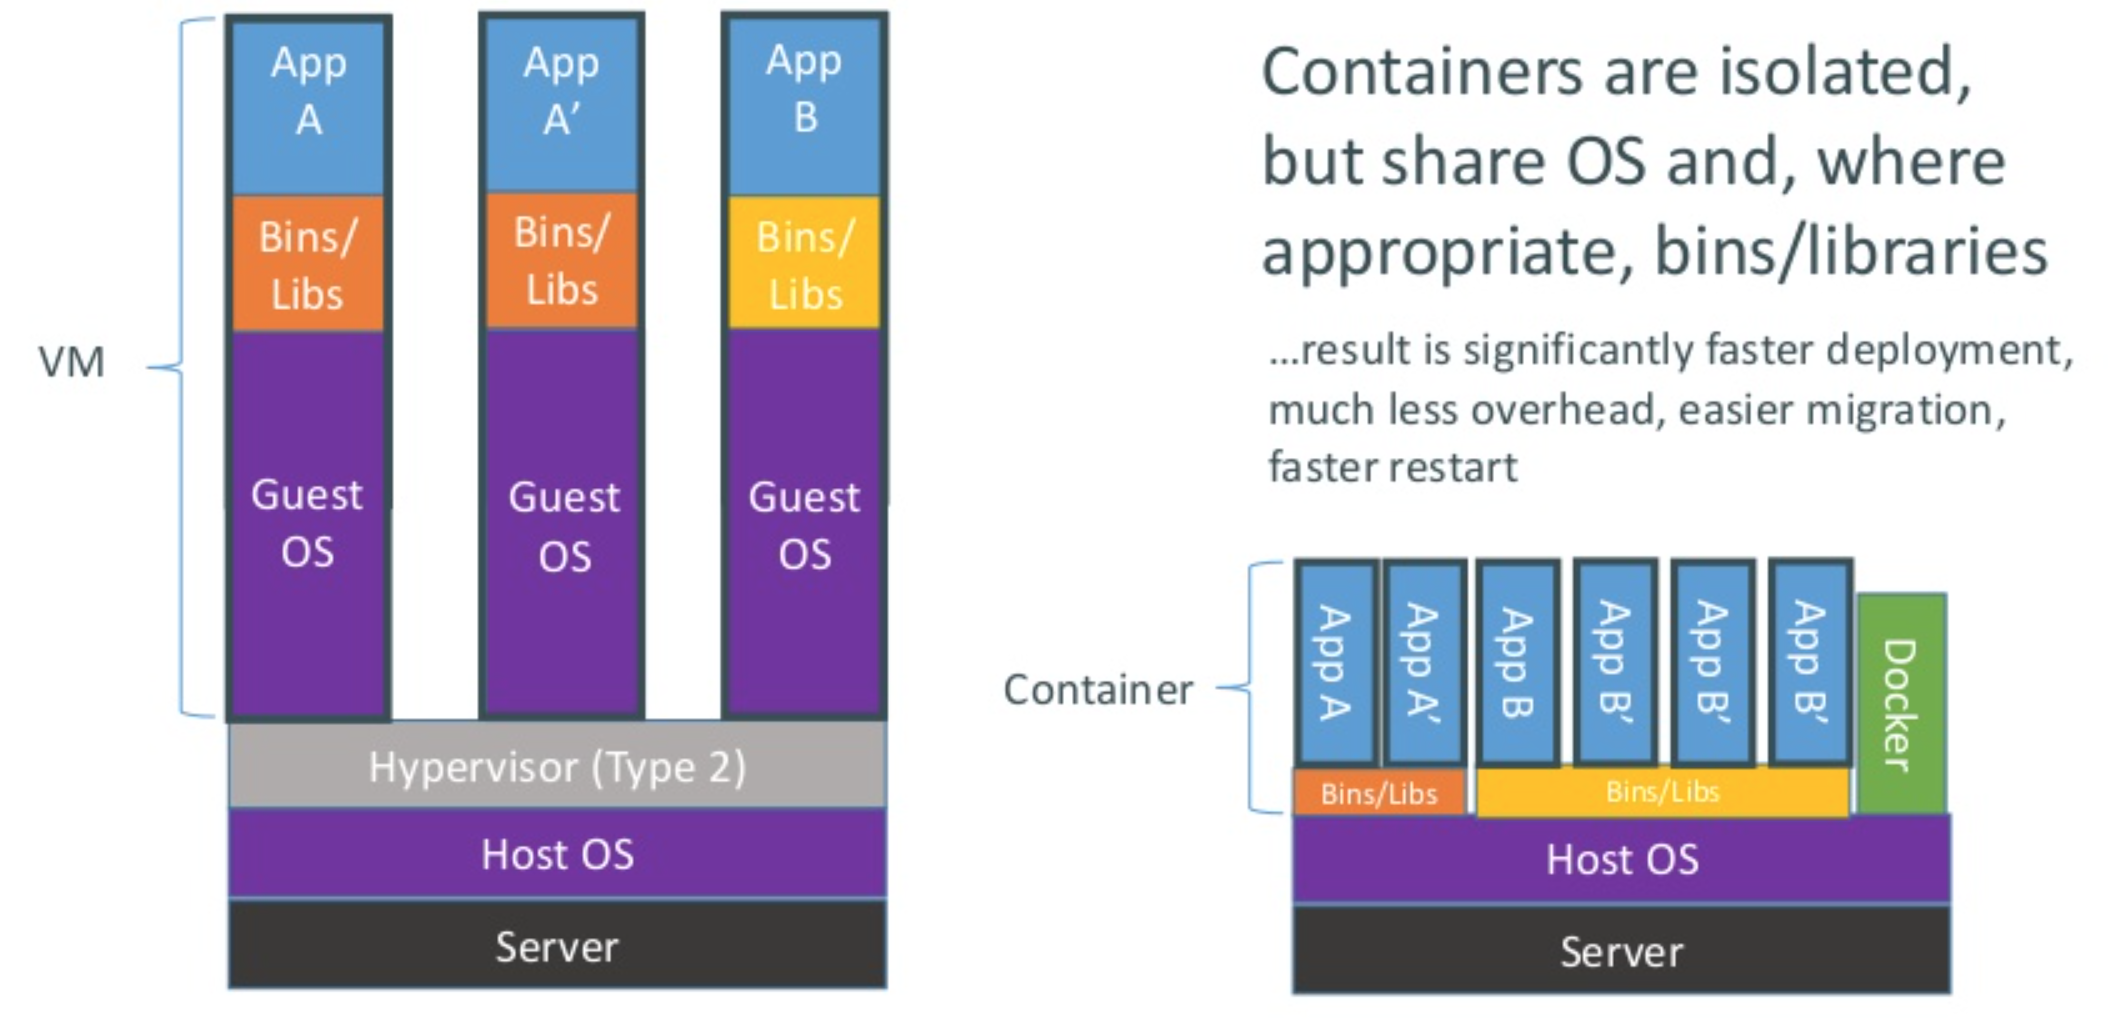 VM
App
A
Bins/
Libs
Guest
OS
App
A’
Bins/
Libs
Guest
OS
App
B
Bins/
Libs
Guest
OS
Hypervisor (Type 2)
Host OS
Server
Containers are isolated,
but share OS and, where
appropriate, bins/libraries
...result is significantly faster deployment,
much less overhead, easier migration,
faster restart
Container
App A
App A’
App B
App B’
App B’
App B’
Docker
Bins/Libs
Bins/Libs
Host OS
Server